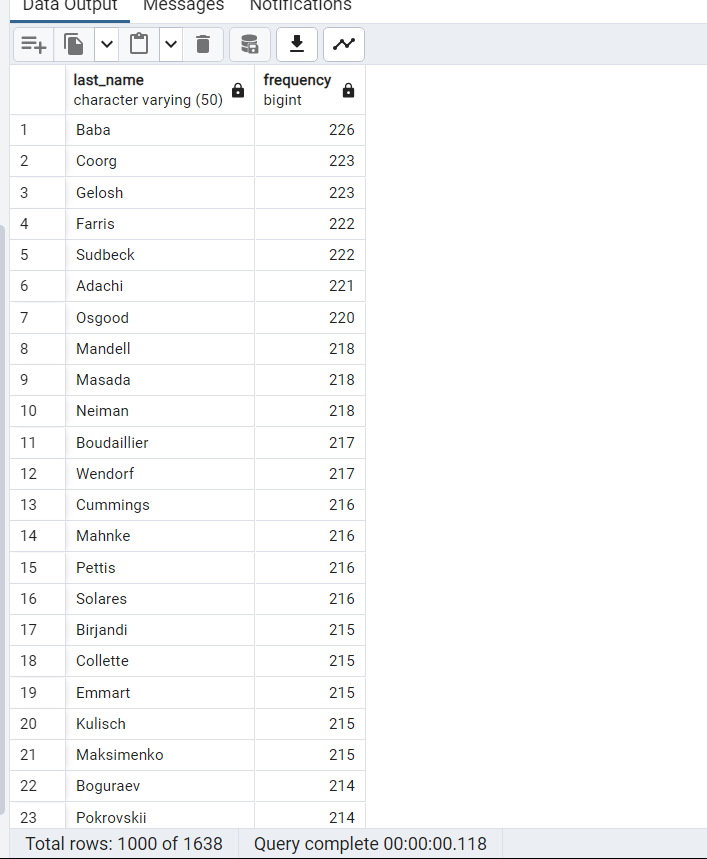 Data Output Messages Notifications
last_name frequency
character varying (50) bigint
1 Baba 226
2 Coorg 223
3 Gelosh 223
4 Farris 222
5 Sudbeck 222
6 Adachi 221
7 Osgood 220
8 Mandell 218
9 Masada 218
10 Neiman 218
11 Boudaillier 217
12 Wendorf 217
13 Cummings 216
14 Mahnke 216
15 Pettis 216
16 Solares 216
17 Birjandi 215
18 Collette 215
19 Emmart 215
20 Kulisch 215
21 Maksimenko 215
22 Boguraev 214
23 Pokrovskii 214
Total rows: 1000 of 1638 Query complete 00:00:00.118